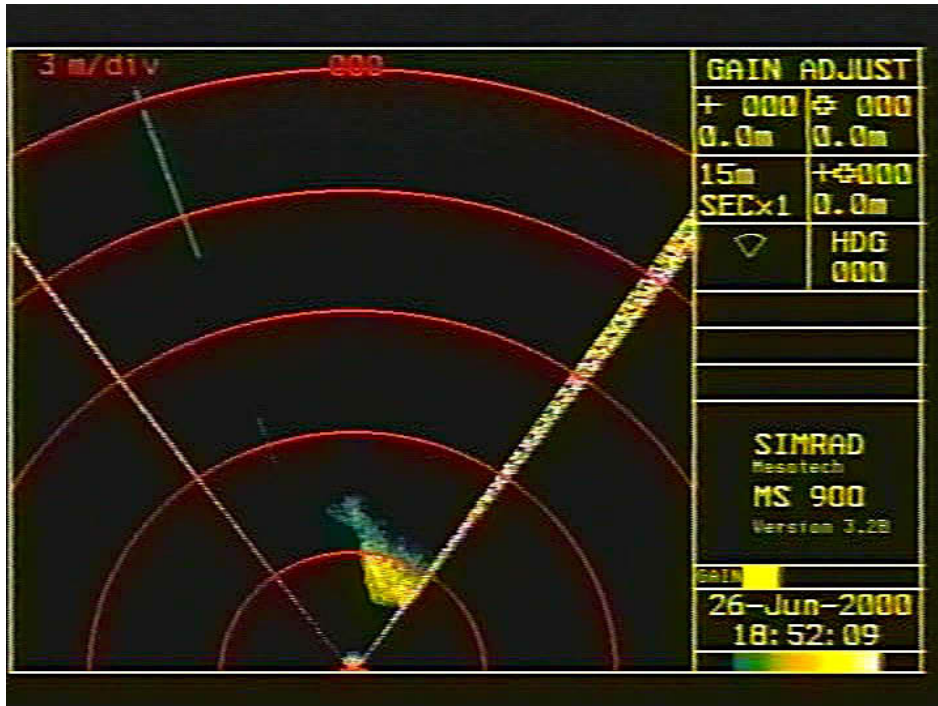 3 m/div
000
GAIN ADJUST
+ 000
0.0m
000
0.0m
15m
SECx1
+ 000
0.0m
HDG
000
SIMRAD
Mesotech
MS 900
Version 3.2B
GAIN
26-Jun-2000
18:52:09